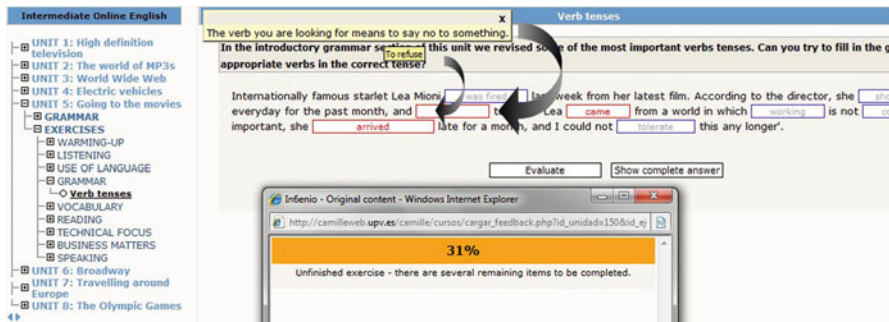 Intermediate Online English
UNIT 1: High definition
television
UNIT 2: The world of MP3s
UNIT 3: World Wide Web
UNIT 4: Electric vehicles
UNIT 5: Going to the movies
GRAMMAR
EXERCISES
WARMING-UP
LISTENING
USE OF LANGUAGE
GRAMMAR
Verb tenses
VOCABULARY
READING
TECHNICAL FOCUS
BUSINESS MATTERS
SPEAKING
UNIT 6: Broadway
UNIT 7: Travelling around
Europe
UNIT 8: The Olympic Games
Verb tenses
x
The verb you are looking for means to say no to something.
To refuse
In the introductory grammar of this unit we revised some of the most important verbs tenses. Can you try to fill in the g
appropriate verbs in the correct tense?
Internationally famous starlet Lea Mioni was fired last week from her latest film. According to the director, she sho
everyday for the past month, and Lea came from a world in which working is not co
important, she arrived late for a month, and I could not tolerate this any longer'.
Evaluate Show complete answer
In6enio - Original content - Windows Internet Explorer
http://camilleweb.upv.es/camille/cursos/cargar_feedback.php?id_unidad=150&id_ej
31%
Unfinished exercise - there are several remaining items to be completed.